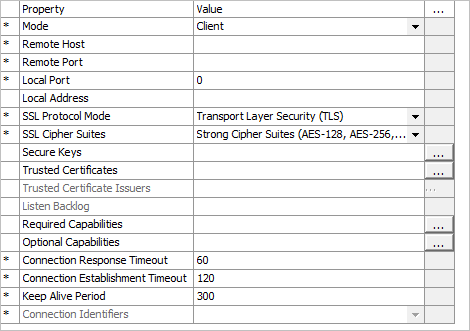 Property Value ...
* Mode Client
* Remote Host
* Remote Port
* Local Port 0
Local Address
* SSL Protocol Mode Transport Layer Security (TLS)
* SSL Cipher Suites Strong Cipher Suites (AES-128, AES-256,...
Secure Keys ...
Trusted Certificates ...
Trusted Certificate Issuers ...
Listen Backlog
Required Capabilities ...
Optional Capabilities ...
* Connection Response Timeout 60
* Connection Establishment Timeout 120
* Keep Alive Period 300
* Connection Identifiers